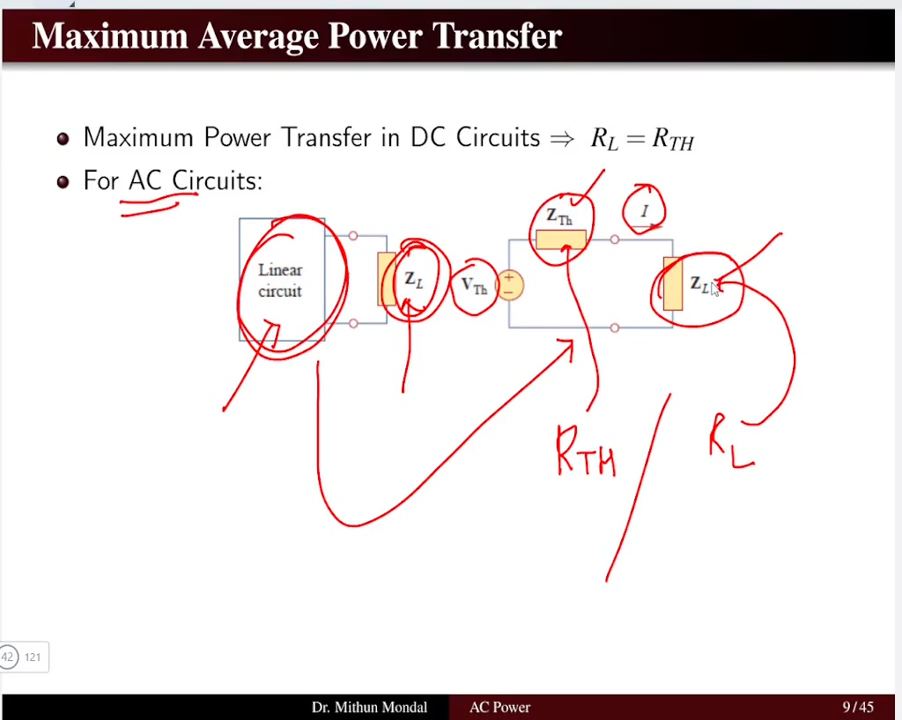 Maximum Average Power Transfer
Maximum Power Transfer in DC Circuits ⇒ R_L = R_TH
For AC Circuits:
Linear
circuit
Z_L
V_Th
Z_Th
I
Z_L
R_TH
R_L
42 121
Dr. Mithun Mondal AC Power 9/45